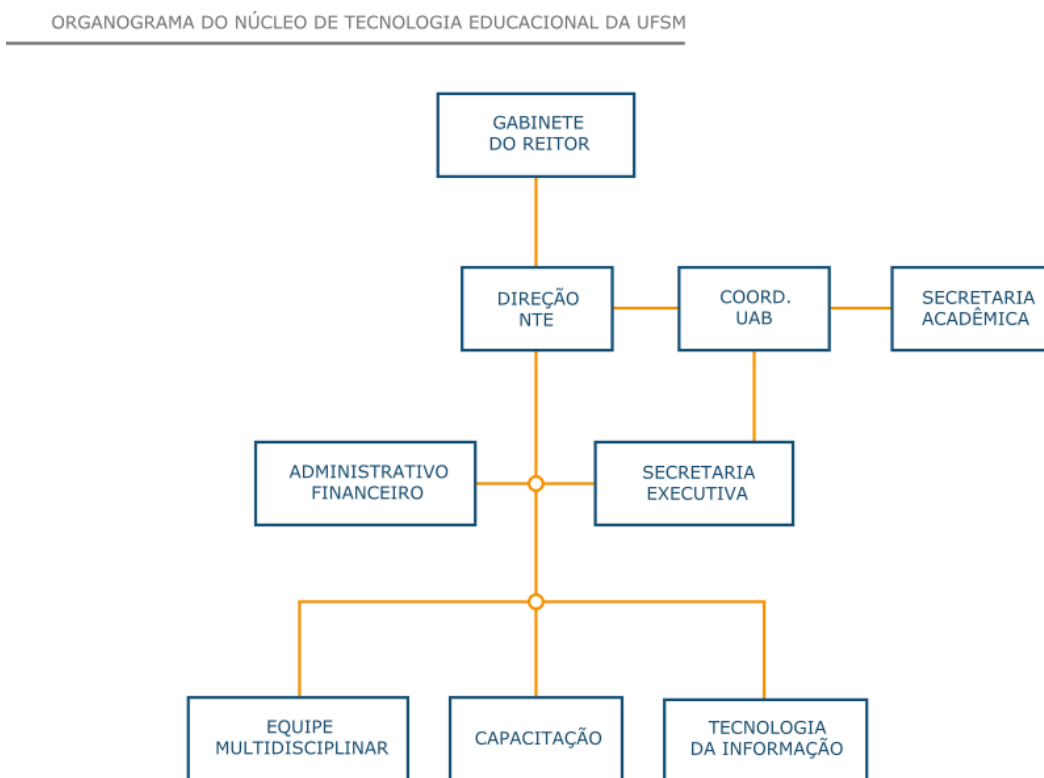 ORGANOGRAMA DO NÚCLEO DE TECNOLOGIA EDUCACIONAL DA UFSM
GABINETE
DO REITOR
DIREÇÃO
NTE
COORD.
UAB
SECRETARIA
ACADÊMICA
ADMINISTRATIVO
FINANCEIRO
SECRETARIA
EXECUTIVA
EQUIPE
MULTIDISCIPLINAR
CAPACITAÇÃO
TECNOLOGIA
DA INFORMAÇÃO